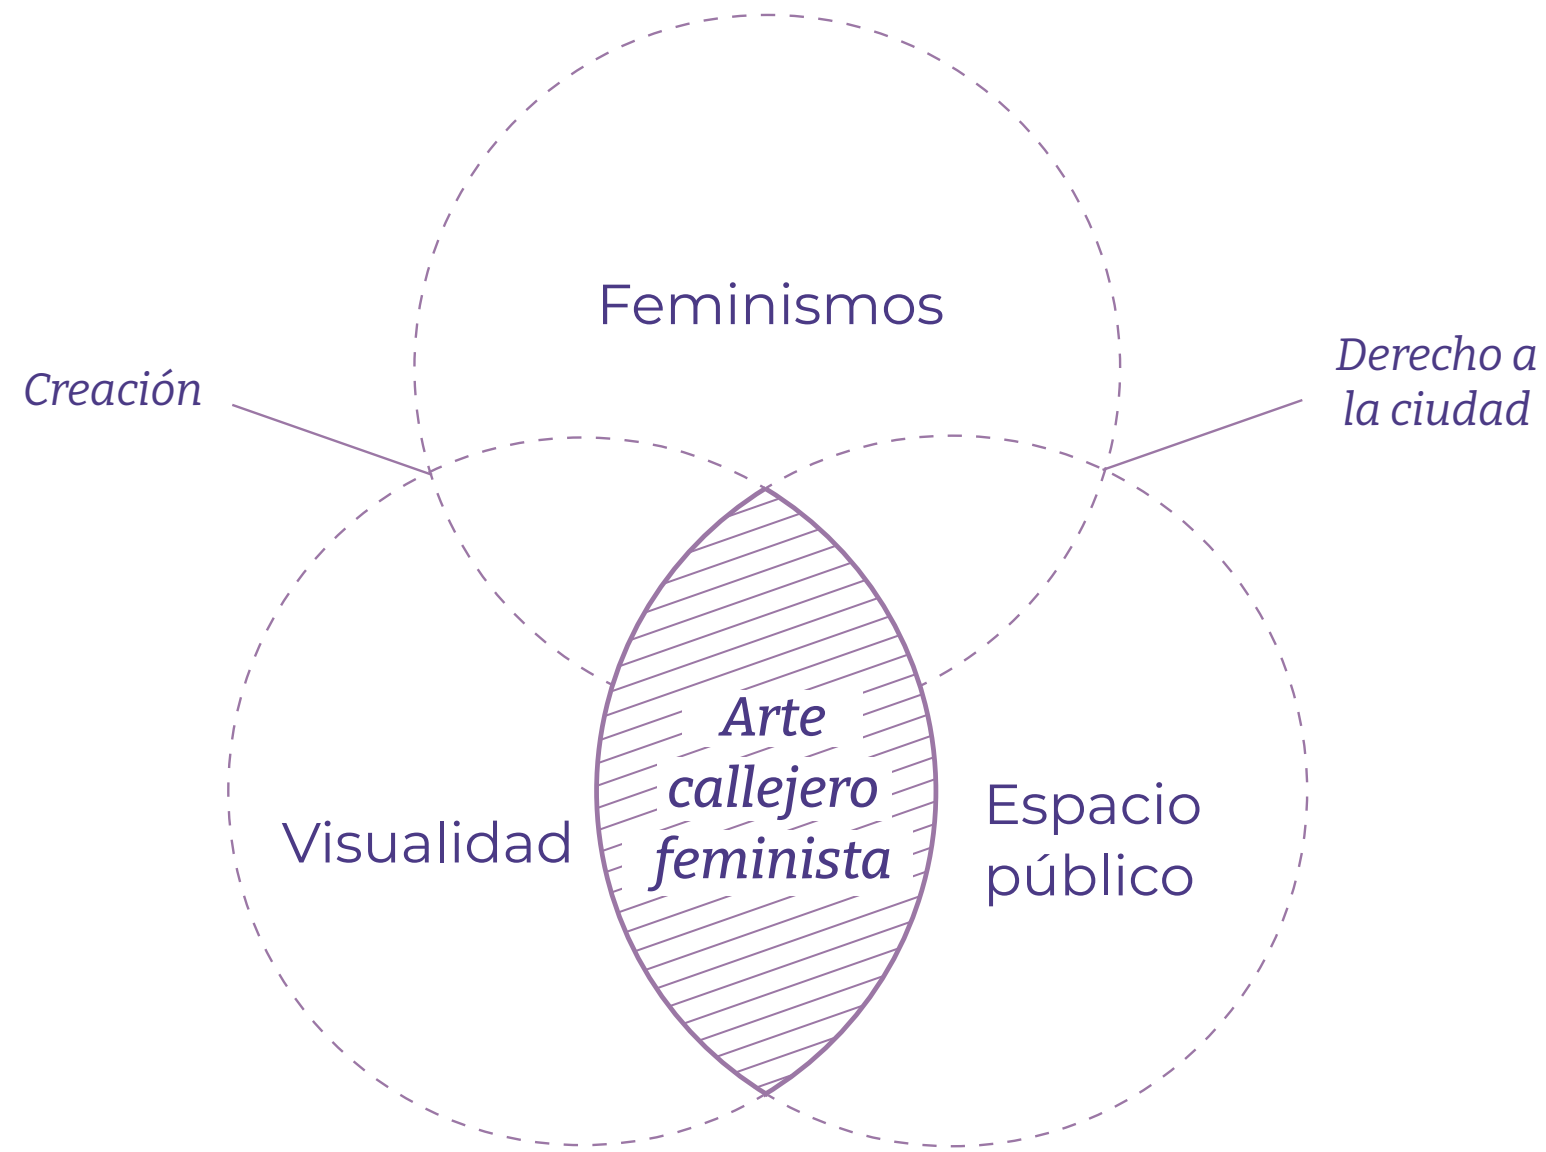 Feminismos
Creación
Derecho a
la ciudad
Arte
callejero
feminista
Visualidad
Espacio
público